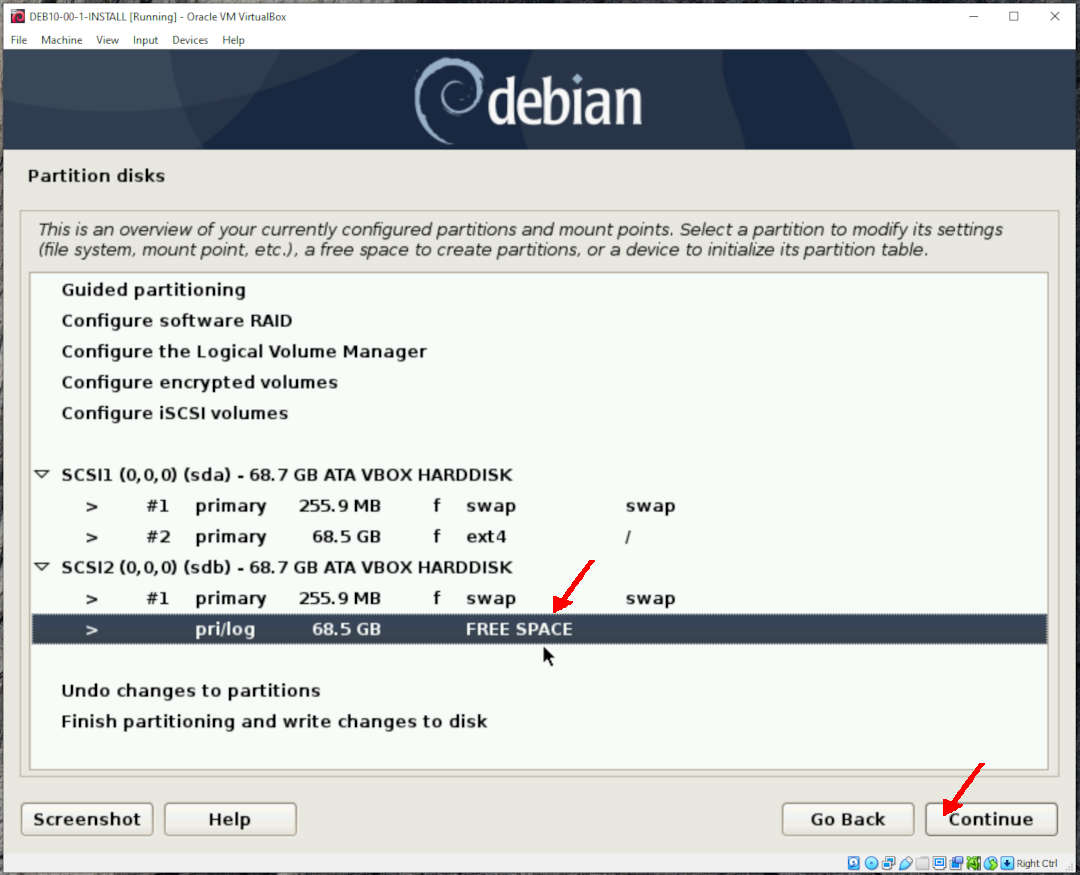 DEB10-00-1-INSTALL [Running] - Oracle VM VirtualBox
File Machine View Input Devices Help
debian
Partition disks
This is an overview of your currently configured partitions and mount points. Select a partition to modify its settings
(file system, mount point, etc.), a free space to create partitions, or a device to initialize its partition table.
Guided partitioning
Configure software RAID
Configure the Logical Volume Manager
Configure encrypted volumes
Configure iSCSI volumes
SCSI1 (0,0,0) (sda) - 68.7 GB ATA VBOX HARDDISK
> #1 primary 255.9 MB f swap swap
> #2 primary 68.5 GB f ext4 /
SCSI2 (0,0,0) (sdb) - 68.7 GB ATA VBOX HARDDISK
> #1 primary 255.9 MB f swap swap
> pri/log 68.5 GB FREE SPACE
Undo changes to partitions
Finish partitioning and write changes to disk
Screenshot Help Go Back Continue
Right Ctrl